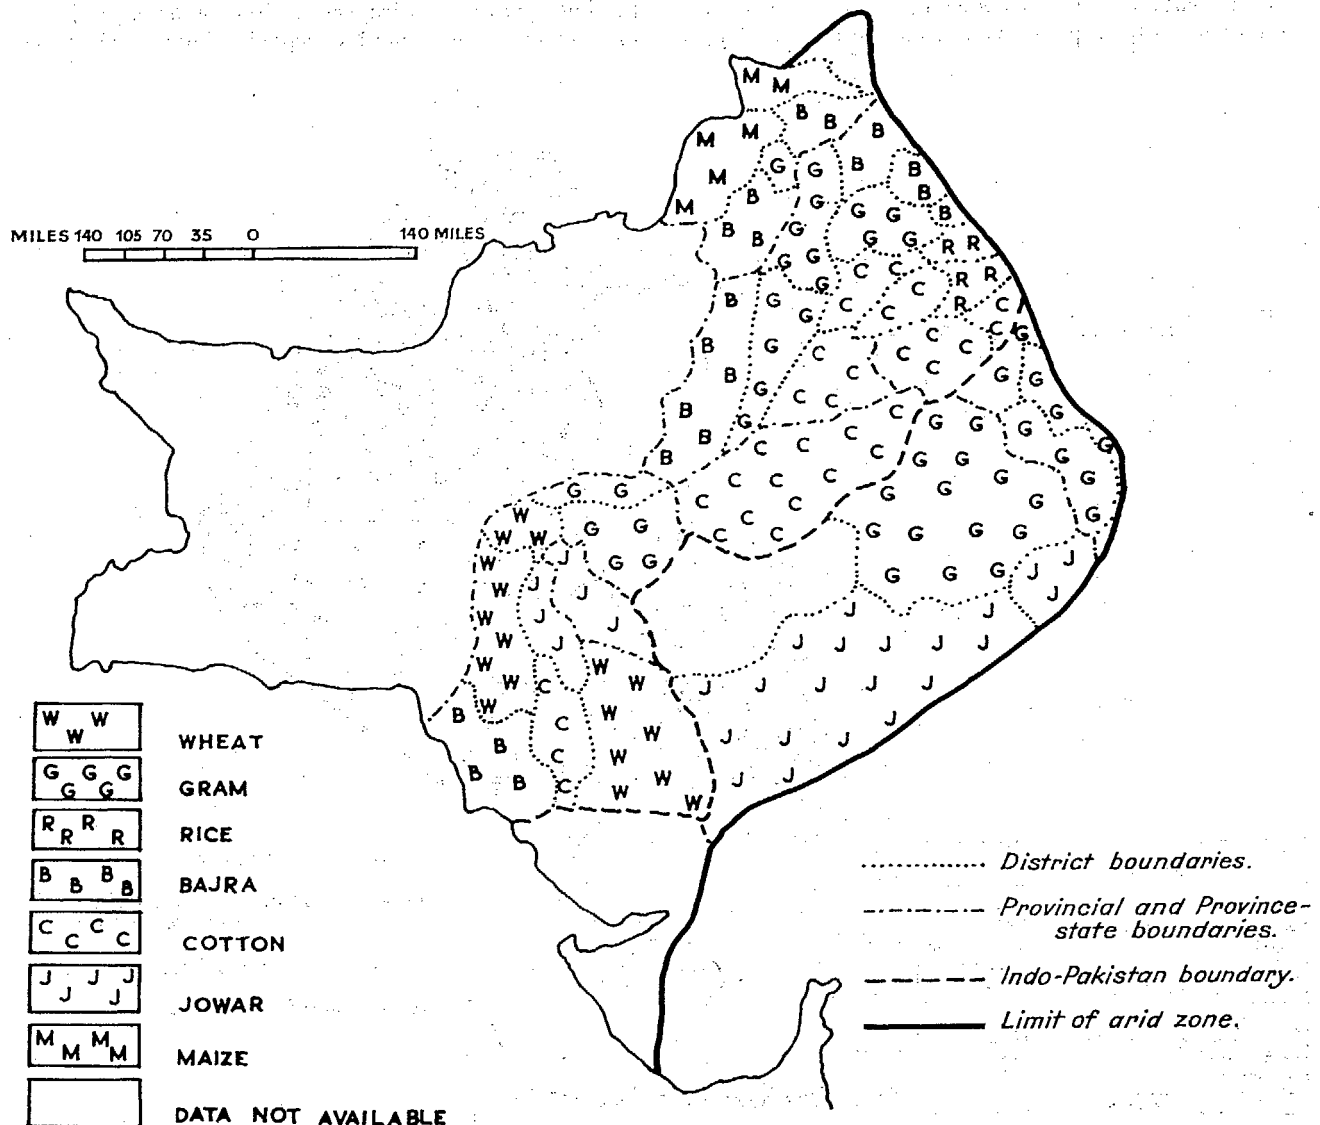 MILES 140 105 70 35 0 140 MILES
M M
B B B
M M
G G B B
M B B
M G G G B
B B G G G R R
G G C C R R
B G G C C R C
G C C C G
B G C C C C
B G C C C G G
B G C C G G G
B C C C G G G
B C C C G G G
G G C C G G G G
W G G C C G G G G G
W W J G G C C J J
W J J G G G J
W J J J J
W J J J J J J
W W W J J J J J
W C
B W C W W J J J J
B C W
B B C W W W J J
W W W
WHEAT
G G G
G G
GRAM
R R
R R
RICE
B B
B B
BAJRA
C C
C C
COTTON
J J J
J J
JOWAR
M M
M M
MAIZE
DATA NOT AVAILABLE
District boundaries.
Provincial and Province-
state boundaries.
Indo-Pakistan boundary.
Limit of arid zone.